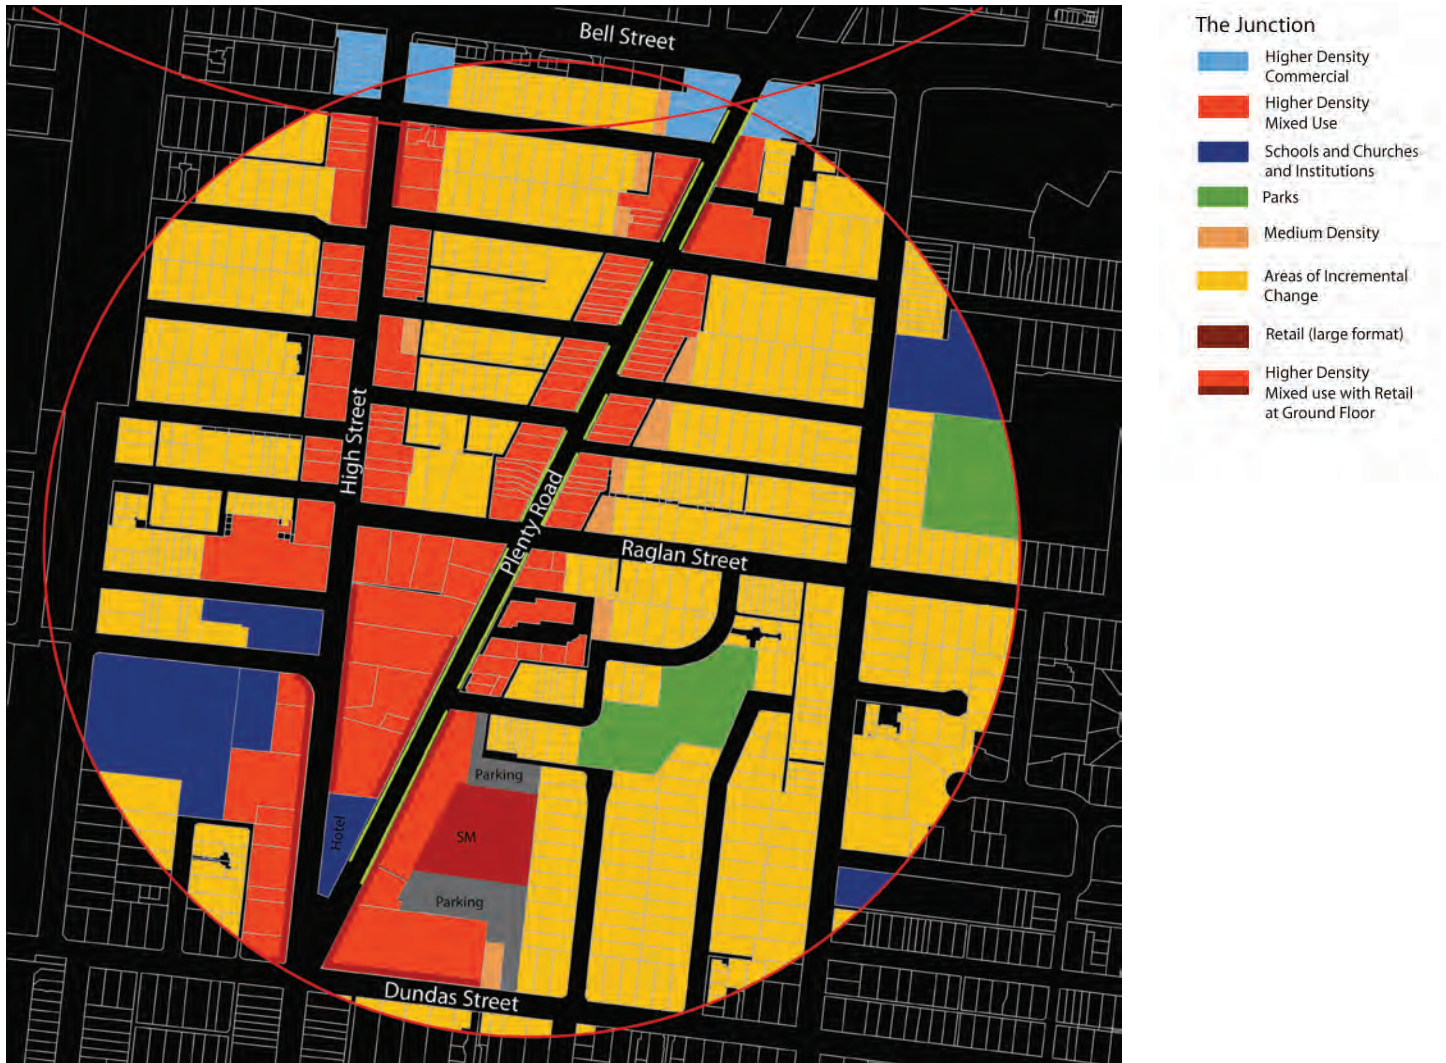 Bell Street
High Street
Plenty Road
Raglan Street
Parking
Hotel
SM
Parking
Dundas Street
The Junction
Higher Density
Commercial
Higher Density
Mixed Use
Schools and Churches
and Institutions
Parks
Medium Density
Areas of Incremental
Change
Retail (large format)
Higher Density
Mixed use with Retail
at Ground Floor